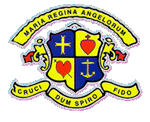 MARIA REGINA ANGELORUM
CRUCI DUM SPIRO FIDO